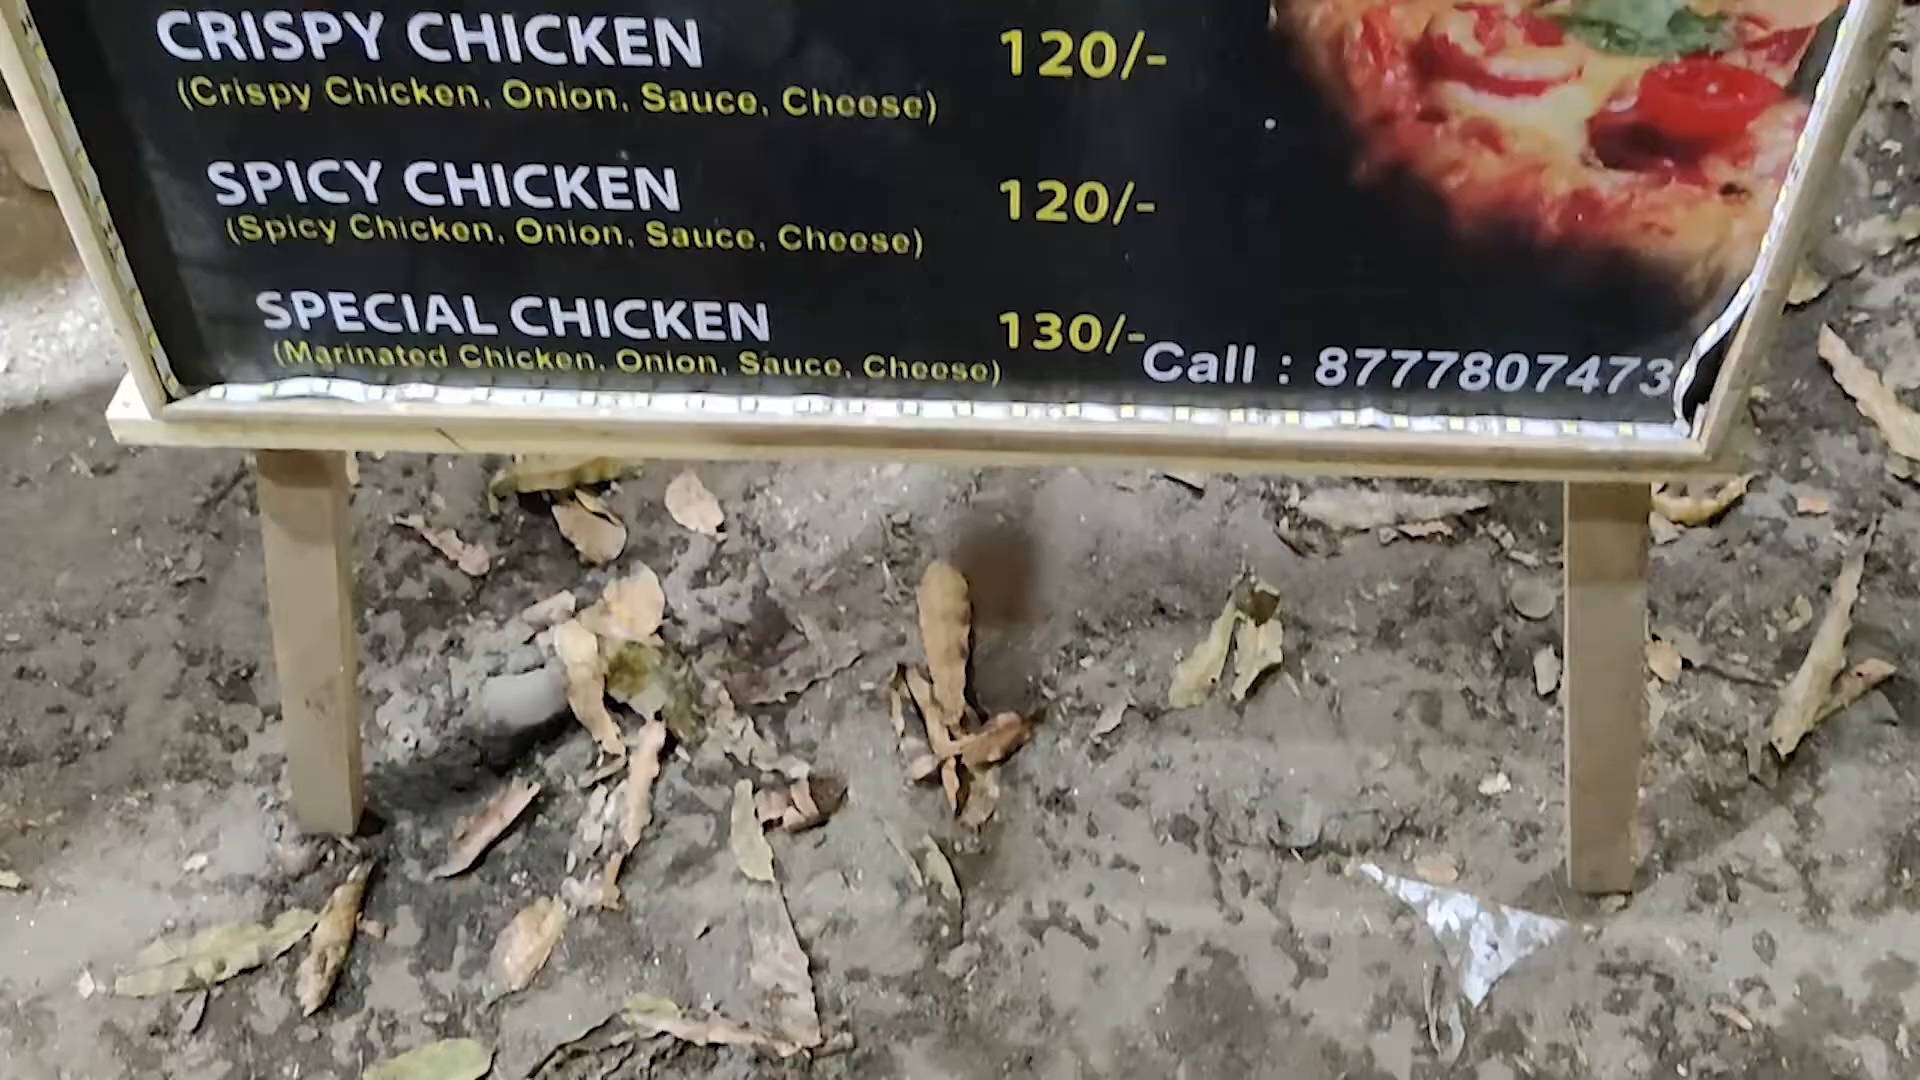 CRISPY CHICKEN 120/-
(Crispy Chicken, Onion, Sauce, Cheese)
SPICY CHICKEN 120/-
(Spicy Chicken, Onion, Sauce, Cheese)
SPECIAL CHICKEN 130/-
(Marinated Chicken, Onion, Sauce, Cheese)
Call : 8777807473